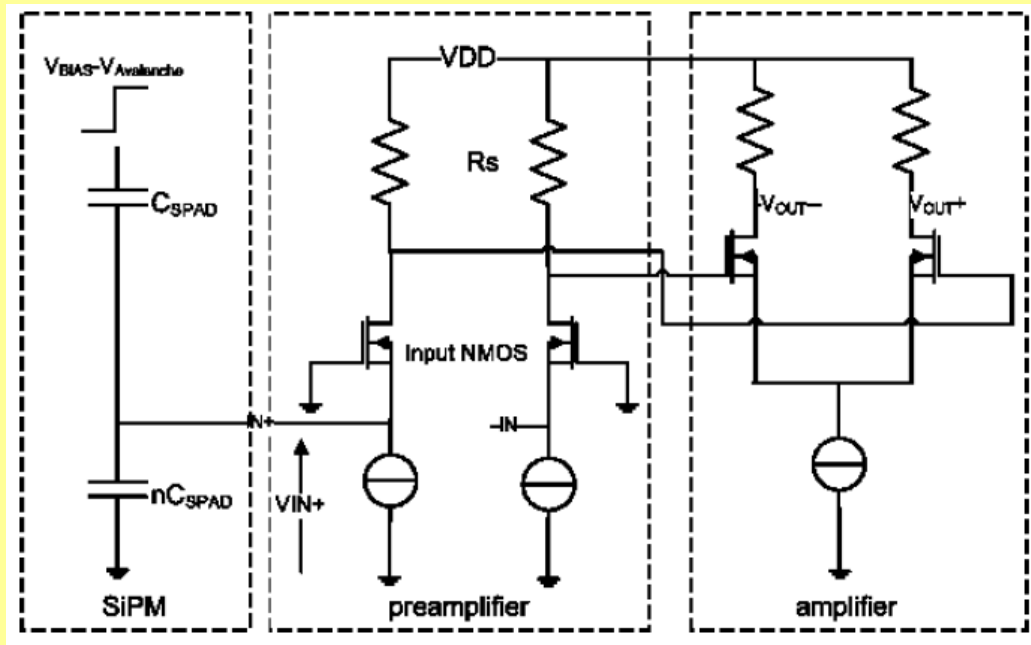 VBIAS-VAvalanche
CSPAD
nCSPAD
SiPM
VDD
Rs
Input NMOS
IN+
-IN
VIN+
preamplifier
-VOUT-
VOUT+
amplifier